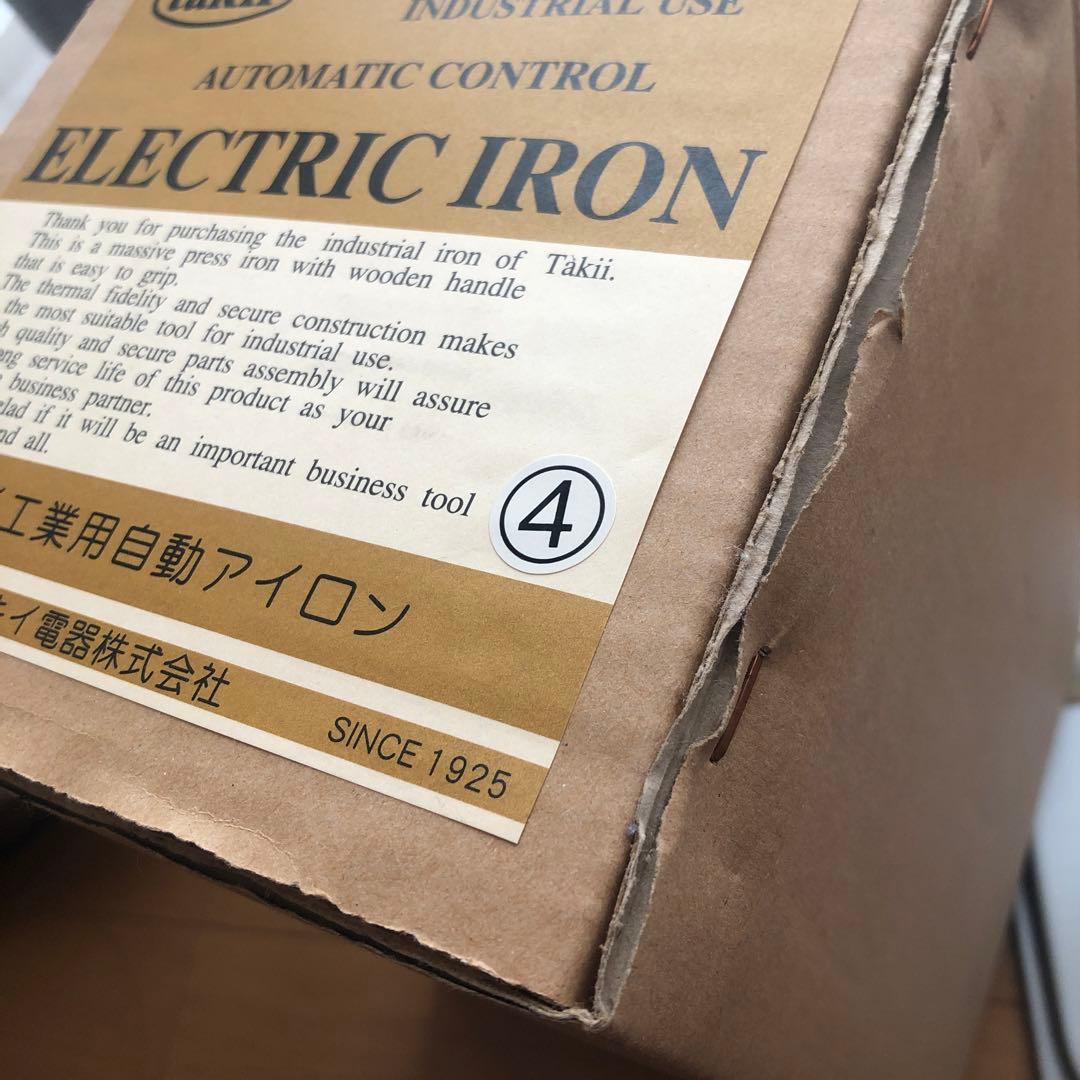 takii
INDUSTRIAL USE
AUTOMATIC CONTROL
ELECTRIC IRON
Thank you for purchasing the industrial iron of Tàkii.
This is a massive press iron with wooden handle
that is easy to grip.
The thermal fidelity and secure construction makes
the most suitable tool for industrial use.
quality and secure parts assembly will assure
service life of this product as your
business partner.
if it will be an important business tool
all.
④
工業用自動アイロン
イ電器株式会社
SINCE 1925